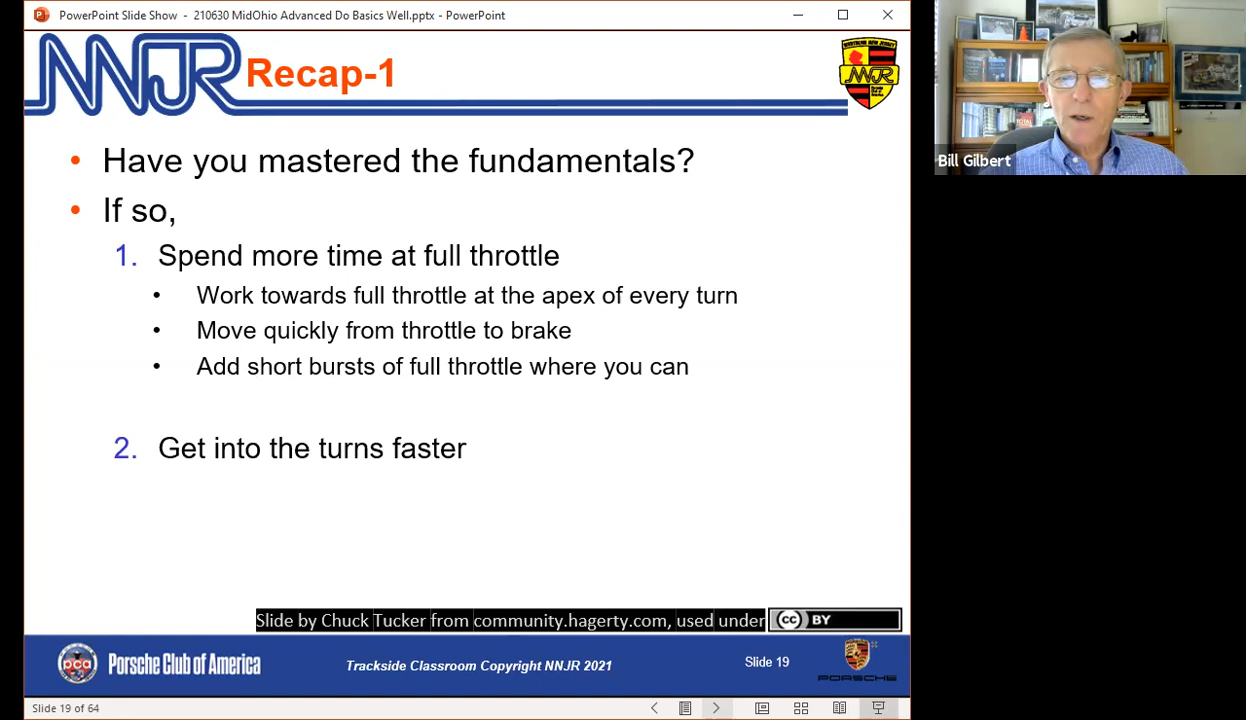 PowerPoint Slide Show - 210630 MidOhio Advanced Do Basics Well.pptx - PowerPoint
NNJR
Recap-1
NNJR
• Have you mastered the fundamentals?
• If so,
1. Spend more time at full throttle
• Work towards full throttle at the apex of every turn
• Move quickly from throttle to brake
• Add short bursts of full throttle where you can
2. Get into the turns faster
Slide by Chuck Tucker from community.hagerty.com, used under
cc BY
pca Porsche Club of America
Trackside Classroom Copyright NNJR 2021
Slide 19
PORSCHE
Slide 19 of 64
Bill Gilbert